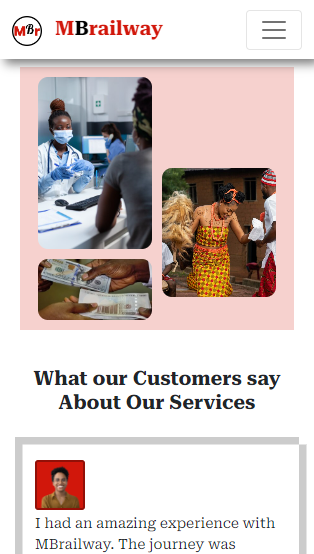 MBr MBrailway
What our Customers say
About Our Services
I had an amazing experience with
MBrailway. The journey was